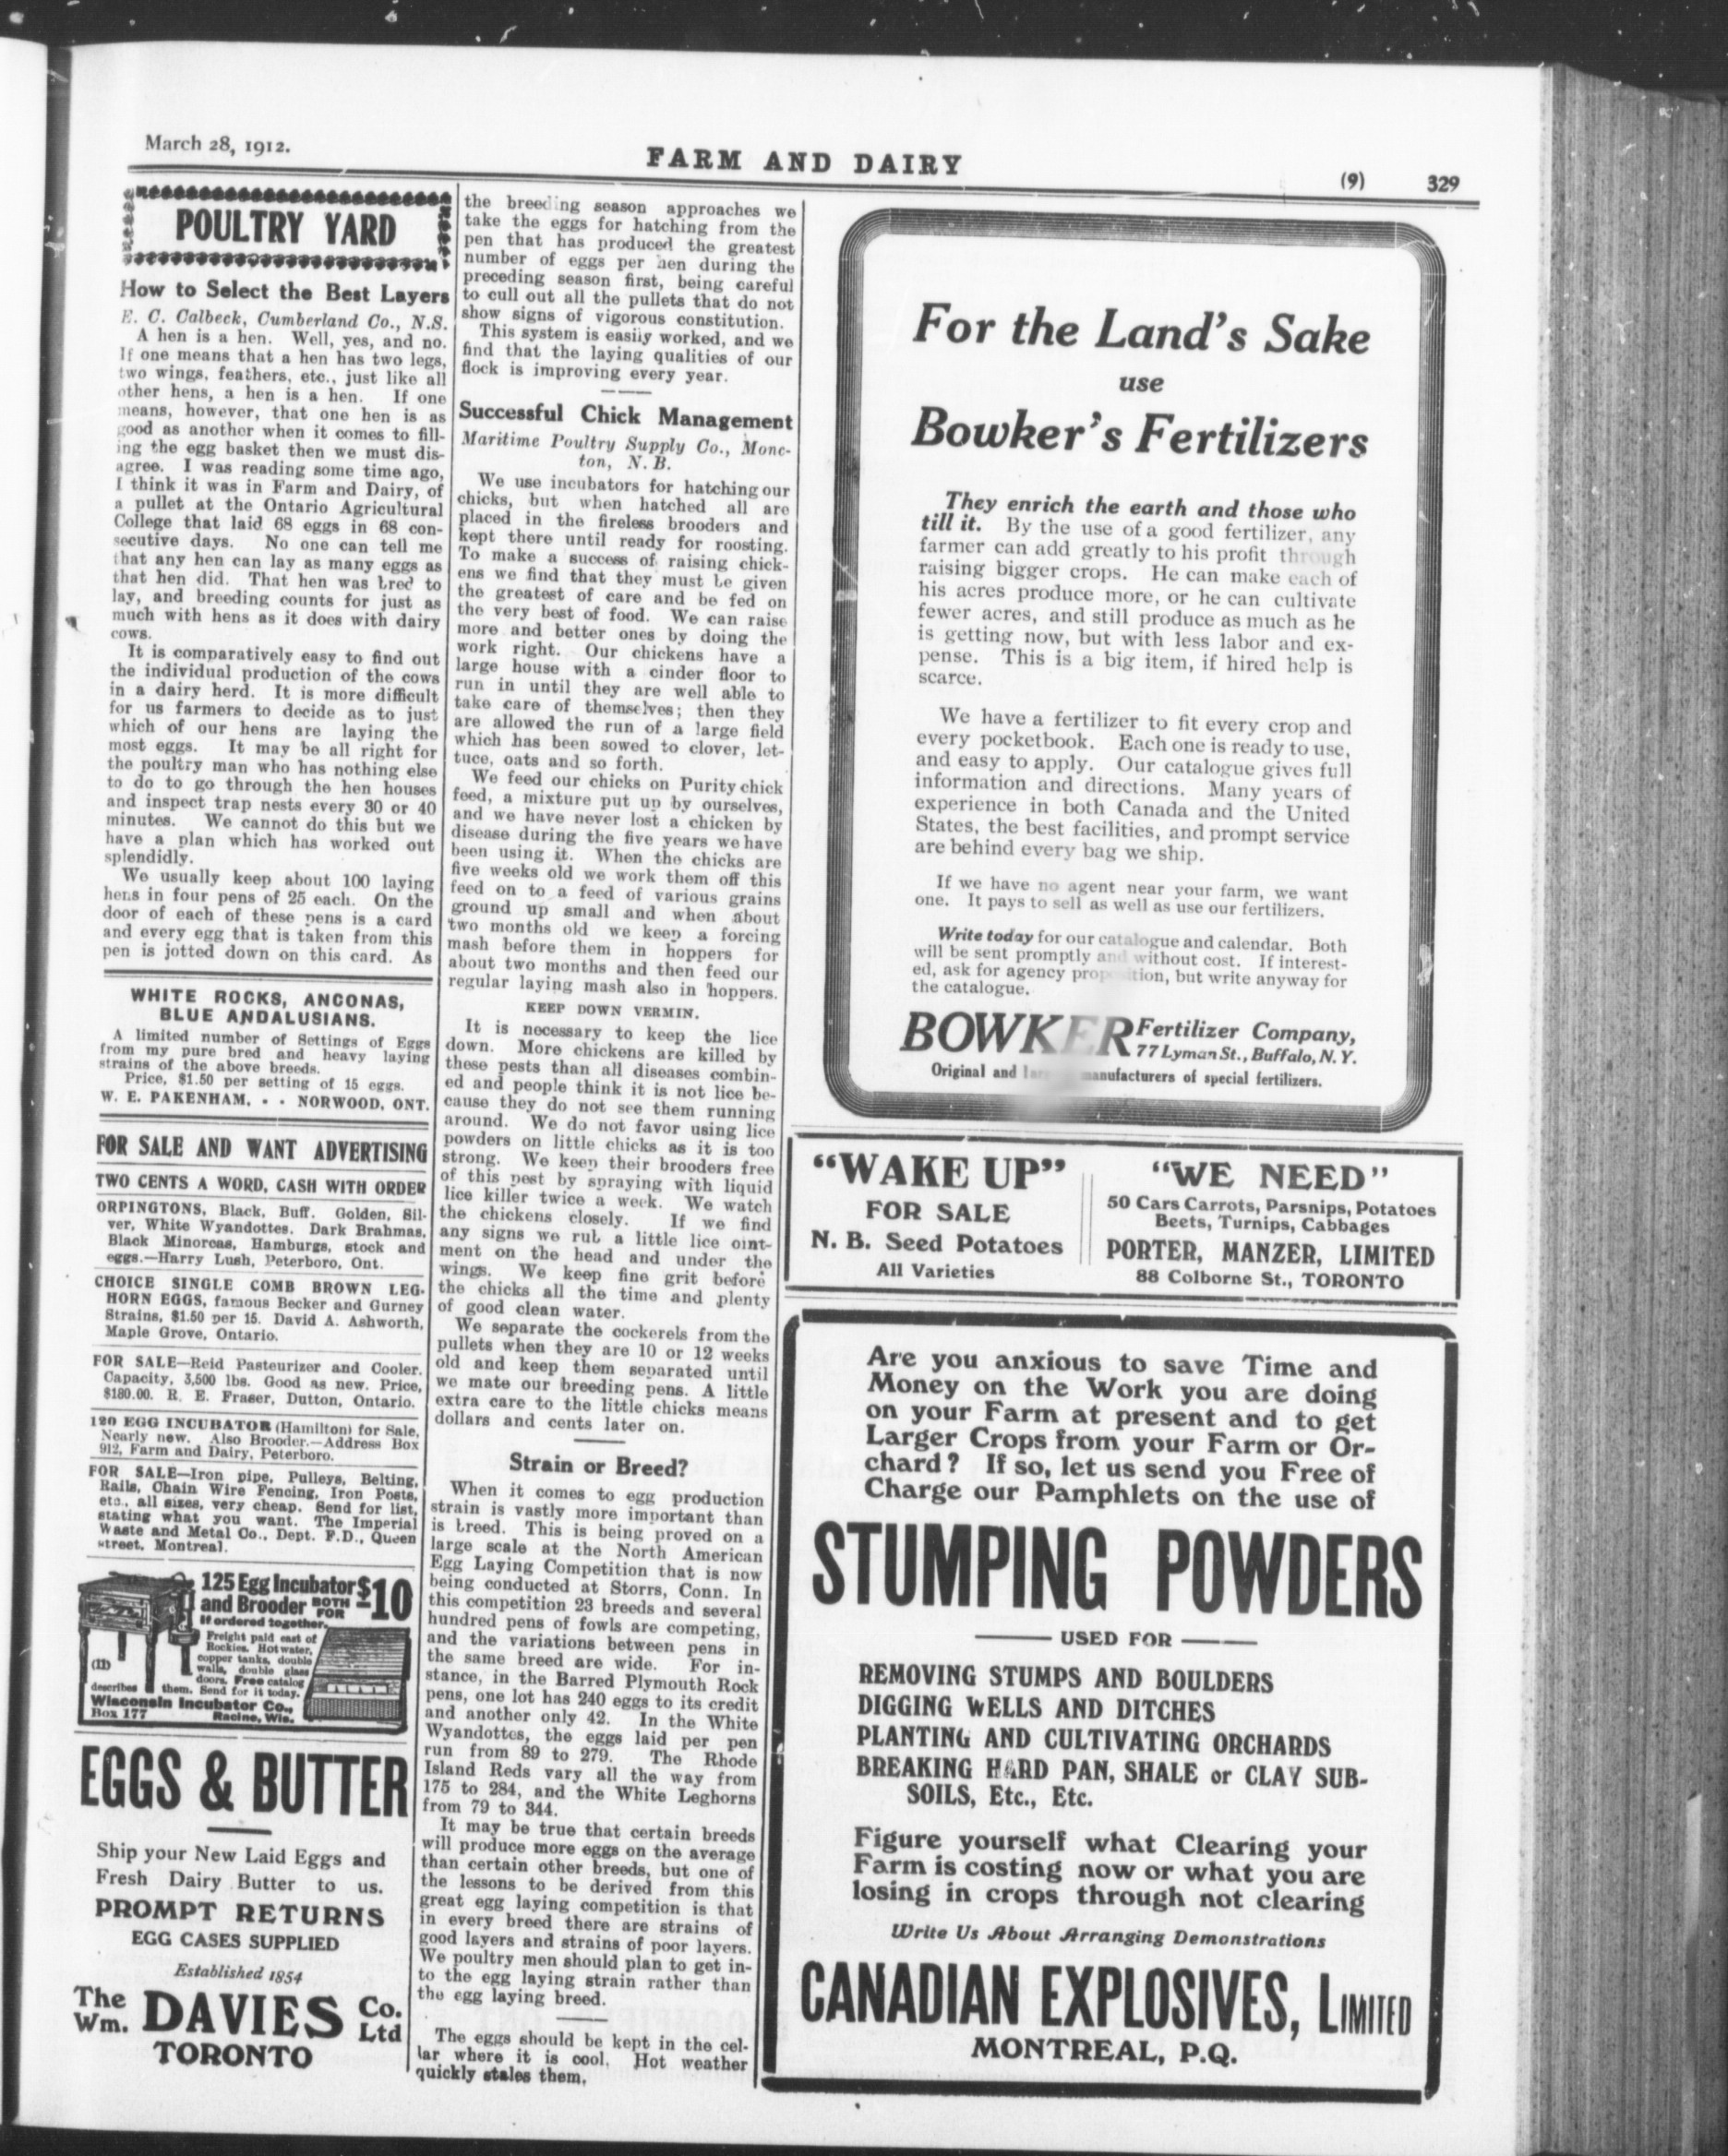 March 28, 1912.
FARM AND DAIRY
(9) 329
POULTRY YARD
How to Select the Best Layers
E. C. Calbeck, Cumberland Co., N.S.
A hen is a hen. Well, yes, and no.
If one means that a hen has two legs,
two wings, feathers, etc., just like all
other hens, a hen is a hen. If one
means, however, that one hen is as
good as another when it comes to fill-
ing the egg basket then we must dis-
agree. I was reading some time ago,
I think it was in Farm and Dairy, of
a pullet at the Ontario Agricultural
College that laid 68 eggs in 68 con-
secutive days. No one can tell me
that any hen can lay as many eggs as
that hen did. That hen was bred to
lay, and breeding counts for just as
much with hens as it does with dairy
cows.
It is comparatively easy to find out
the individual production of the cows
in a dairy herd. It is more difficult
for us farmers to decide as to just
which of our hens are laying the
most eggs. It may be all right for
the poultry man who has nothing else
to do to go through the hen houses
and inspect trap nests every 30 or 40
minutes. We cannot do this but we
have a plan which has worked out
splendidly.
We usually keep about 100 laying
hens in four pens of 25 each. On the
door of each of these pens is a card
and every egg that is taken from this
pen is jotted down on this card. As
WHITE ROCKS, ANCONAS,
BLUE ANDALUSIANS.
A limited number of Settings of Eggs
from my pure bred and heavy laying
strains of the above breeds.
Price, $1.50 per setting of 15 eggs.
W. E. PAKENHAM, - - NORWOOD, ONT.
FOR SALE AND WANT ADVERTISING
TWO CENTS A WORD, CASH WITH ORDER
ORPINGTONS, Black, Buff. Golden, Sil-
ver, White Wyandottes. Dark Brahmas,
Black Minorcas, Hamburgs, stock and
eggs.—Harry Lush, Peterboro, Ont.
CHOICE SINGLE COMB BROWN LEG-
HORN EGGS, famous Becker and Gurney
Strains, $1.50 per 15. David A. Ashworth,
Maple Grove, Ontario.
FOR SALE—Reid Pasteurizer and Cooler.
Capacity, 3,500 lbs. Good as new. Price,
$180.00. R. E. Fraser, Dutton, Ontario.
120 EGG INCUBATOR (Hamilton) for Sale,
Nearly new. Also Brooder.—Address Box
912, Farm and Dairy, Peterboro.
FOR SALE—Iron pipe, Pulleys, Belting,
Rails, Chain Wire Fencing, Iron Posts,
etc., all sizes, very cheap. Send for list,
stating what you want. The Imperial
Waste and Metal Co., Dept. F.D., Queen
street, Montreal.
125 Egg Incubator $10
and Brooder BOTH FOR
If ordered together.
Freight paid east of
Rockies. Hot water,
copper tanks, double
walls, double glass
doors. Free catalog
(11)
describes them. Send for it today.
Wisconsin Incubator Co.,
Box 177 Racine, Wis.
EGGS & BUTTER
Ship your New Laid Eggs and
Fresh Dairy Butter to us.
PROMPT RETURNS
EGG CASES SUPPLIED
Established 1854
The Wm. DAVIES Co. Ltd
TORONTO
the breeding season approaches we
take the eggs for hatching from the
pen that has produced the greatest
number of eggs per hen during the
preceding season first, being careful
to cull out all the pullets that do not
show signs of vigorous constitution.
This system is easily worked, and we
find that the laying qualities of our
flock is improving every year.
Successful Chick Management
Maritime Poultry Supply Co., Monc-
ton, N. B.
We use incubators for hatching our
chicks, but when hatched all are
placed in the fireless brooders and
kept there until ready for roosting.
To make a success of raising chick-
ens we find that they must be given
the greatest of care and be fed on
the very best of food. We can raise
more and better ones by doing the
work right. Our chickens have a
large house with a cinder floor to
run in until they are well able to
take care of themselves; then they
are allowed the run of a large field
which has been sowed to clover, let-
tuce, oats and so forth.
We feed our chicks on Purity chick
feed, a mixture put up by ourselves,
and we have never lost a chicken by
disease during the five years we have
been using it. When the chicks are
five weeks old we work them off this
feed on to a feed of various grains
ground up small and when about
two months old we keep a forcing
mash before them in hoppers for
about two months and then feed our
regular laying mash also in hoppers.
KEEP DOWN VERMIN.
It is necessary to keep the lice
down. More chickens are killed by
these pests than all diseases combin-
ed and people think it is not lice be-
cause they do not see them running
around. We do not favor using lice
powders on little chicks as it is too
strong. We keep their brooders free
of this pest by spraying with liquid
lice killer twice a week. We watch
the chickens closely. If we find
any signs we rub a little lice oint-
ment on the head and under the
wings. We keep fine grit before
the chicks all the time and plenty
of good clean water.
We separate the cockerels from the
pullets when they are 10 or 12 weeks
old and keep them separated until
we mate our breeding pens. A little
extra care to the little chicks means
dollars and cents later on.
Strain or Breed?
When it comes to egg production
strain is vastly more important than
is breed. This is being proved on a
large scale at the North American
Egg Laying Competition that is now
being conducted at Storrs, Conn. In
this competition 23 breeds and several
hundred pens of fowls are competing,
and the variations between pens in
the same breed are wide. For in-
stance, in the Barred Plymouth Rock
pens, one lot has 240 eggs to its credit
and another only 42. In the White
Wyandottes, the eggs laid per pen
run from 89 to 279. The Rhode
Island Reds vary all the way from
175 to 284, and the White Leghorns
from 79 to 344.
It may be true that certain breeds
will produce more eggs on the average
than certain other breeds, but one of
the lessons to be derived from this
great egg laying competition is that
in every breed there are strains of
good layers and strains of poor layers.
We poultry men should plan to get in-
to the egg laying strain rather than
the egg laying breed.
The eggs should be kept in the cel-
lar where it is cool. Hot weather
quickly stales them.
For the Land's Sake
use
Bowker's Fertilizers
They enrich the earth and those who
till it. By the use of a good fertilizer, any
farmer can add greatly to his profit through
raising bigger crops. He can make each of
his acres produce more, or he can cultivate
fewer acres, and still produce as much as he
is getting now, but with less labor and ex-
pense. This is a big item, if hired help is
scarce.
We have a fertilizer to fit every crop and
every pocketbook. Each one is ready to use,
and easy to apply. Our catalogue gives full
information and directions. Many years of
experience in both Canada and the United
States, the best facilities, and prompt service
are behind every bag we ship.
If we have no agent near your farm, we want
one. It pays to sell as well as use our fertilizers.
Write today for our catalogue and calendar. Both
will be sent promptly and without cost. If interest-
ed, ask for agency proposition, but write anyway for
the catalogue.
BOWKER Fertilizer Company,
77 Lyman St., Buffalo, N. Y.
Original and manufacturers of special fertilizers.
"WAKE UP"
FOR SALE
N. B. Seed Potatoes
All Varieties
"WE NEED"
50 Cars Carrots, Parsnips, Potatoes
Beets, Turnips, Cabbages
PORTER, MANZER, LIMITED
88 Colborne St., TORONTO
Are you anxious to save Time and
Money on the Work you are doing
on your Farm at present and to get
Larger Crops from your Farm or Or-
chard? If so, let us send you Free of
Charge our Pamphlets on the use of
STUMPING POWDERS
USED FOR
REMOVING STUMPS AND BOULDERS
DIGGING WELLS AND DITCHES
PLANTING AND CULTIVATING ORCHARDS
BREAKING HARD PAN, SHALE or CLAY SUB-
SOILS, Etc., Etc.
Figure yourself what Clearing your
Farm is costing now or what you are
losing in crops through not clearing
Write Us About Arranging Demonstrations
CANADIAN EXPLOSIVES, LIMITED
MONTREAL, P.Q.